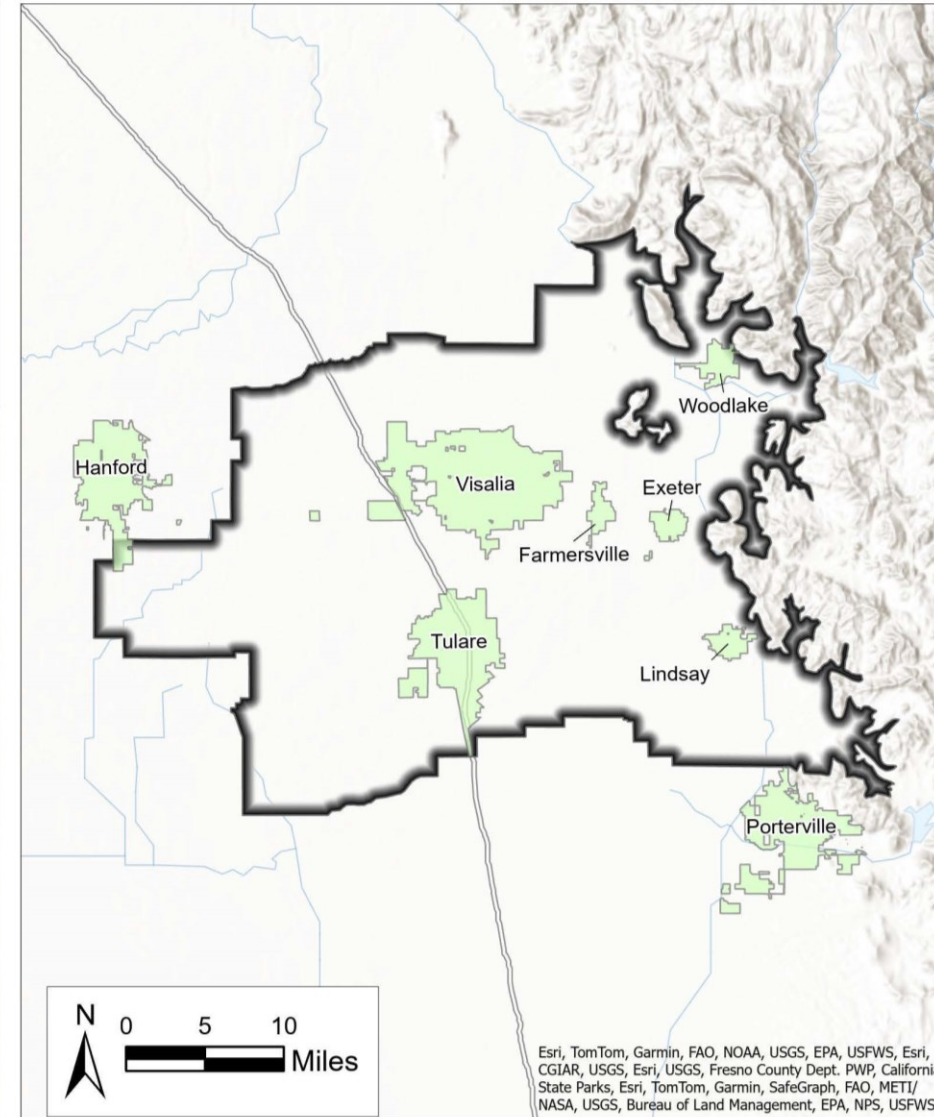 Woodlake
Hanford
Visalia
Exeter
Farmersville
Tulare
Lindsay
Porterville
N
0 5 10
Miles
Esri, TomTom, Garmin, FAO, NOAA, USGS, EPA, USFWS, Esri,
CGIAR, USGS, Esri, USGS, Fresno County Dept. PWP, California
State Parks, Esri, TomTom, Garmin, SafeGraph, FAO, METI/
NASA, USGS, Bureau of Land Management, EPA, NPS, USFWS